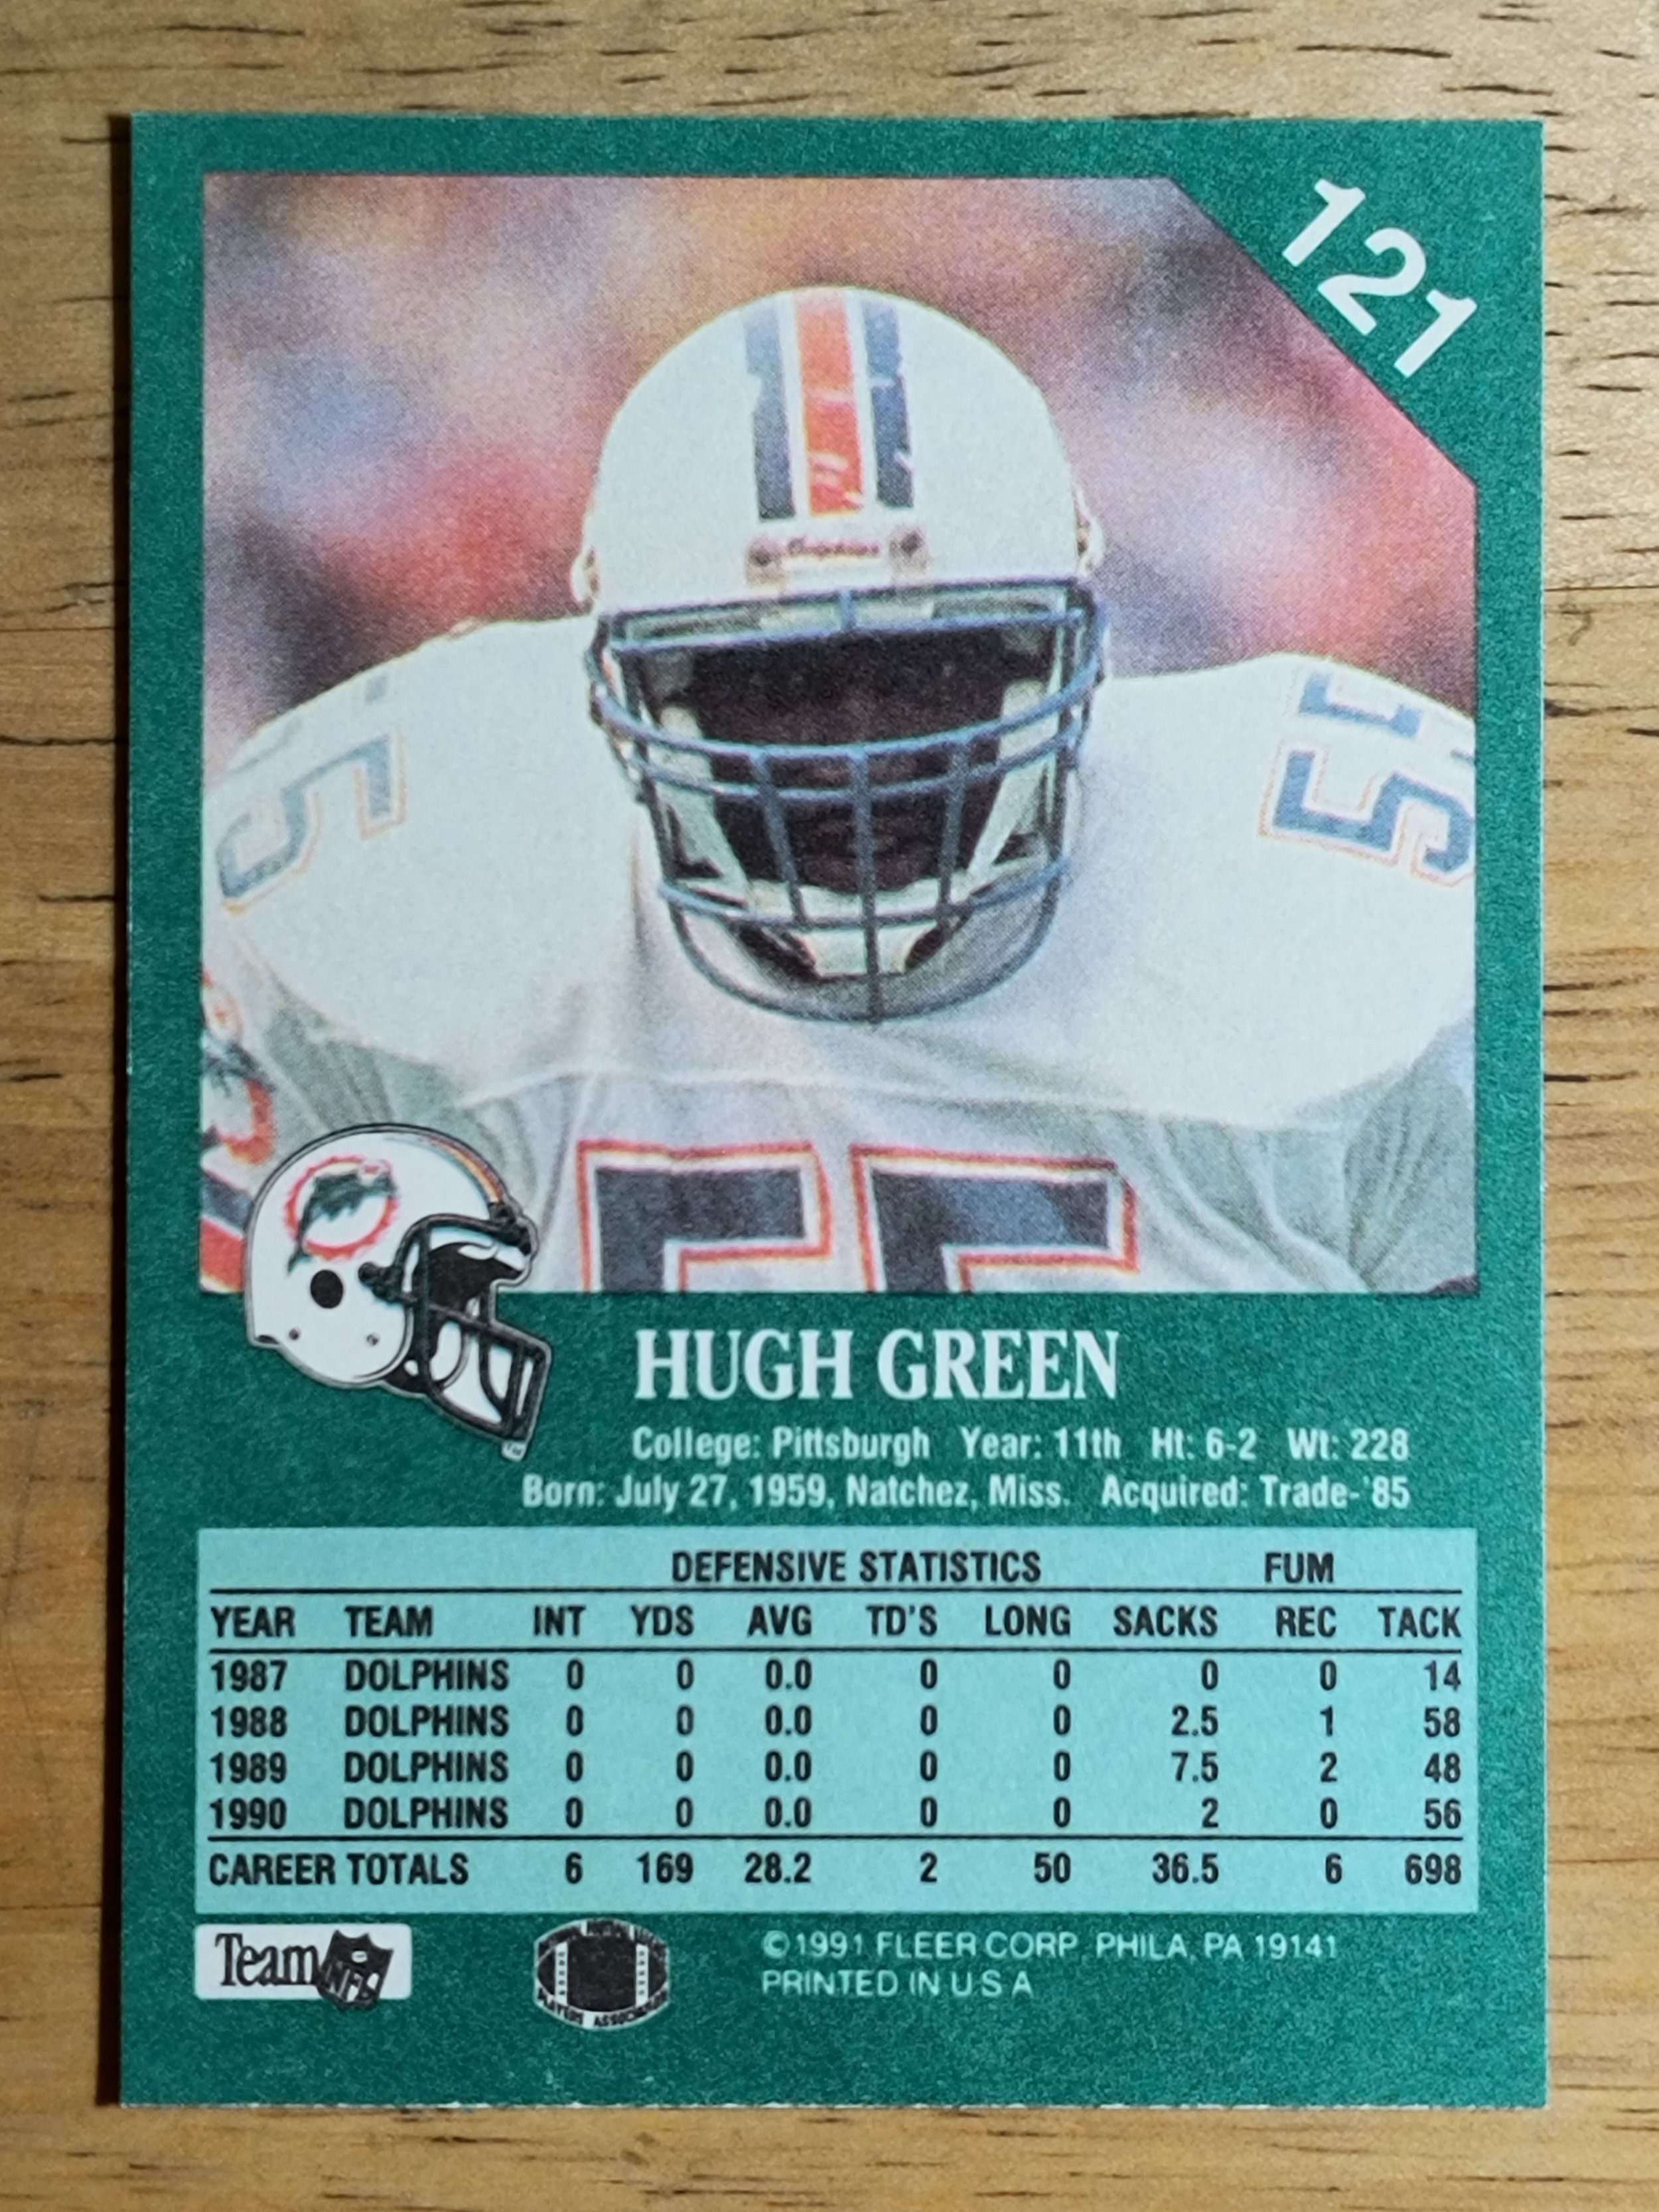 121
Dolphins
55
55
55
HUGH GREEN
College: Pittsburgh Year: 11th Ht: 6-2 Wt: 228
Born: July 27, 1959, Natchez, Miss. Acquired: Trade-'85
DEFENSIVE STATISTICS FUM
YEAR TEAM INT YDS AVG TD'S LONG SACKS REC TACK
1987 DOLPHINS 0 0 0.0 0 0 0 0 14
1988 DOLPHINS 0 0 0.0 0 0 2.5 1 58
1989 DOLPHINS 0 0 0.0 0 0 7.5 2 48
1990 DOLPHINS 0 0 0.0 0 0 2 0 56
CAREER TOTALS 6 169 28.2 2 50 36.5 6 698
Team NFL
PLAYERS
©1991 FLEER CORP PHILA, PA 19141
PRINTED IN U S A